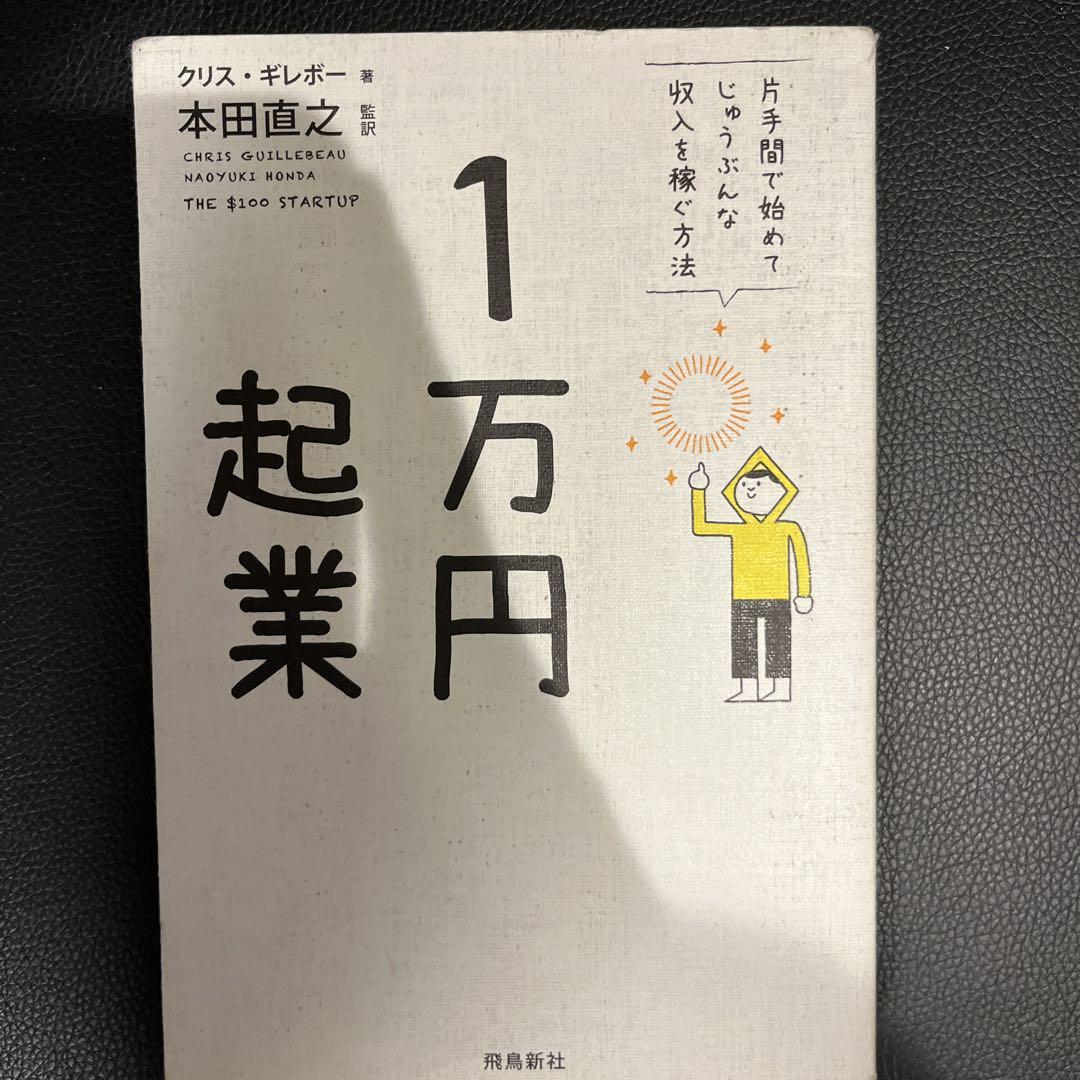 クリス・ギレボー 著
本田直之 監訳
CHRIS GUILLEBEAU
NAOYUKI HONDA
THE $100 STARTUP
片手間で始めて
じゅうぶんな
収入を稼ぐ方法
1万円
起業
飛鳥新社